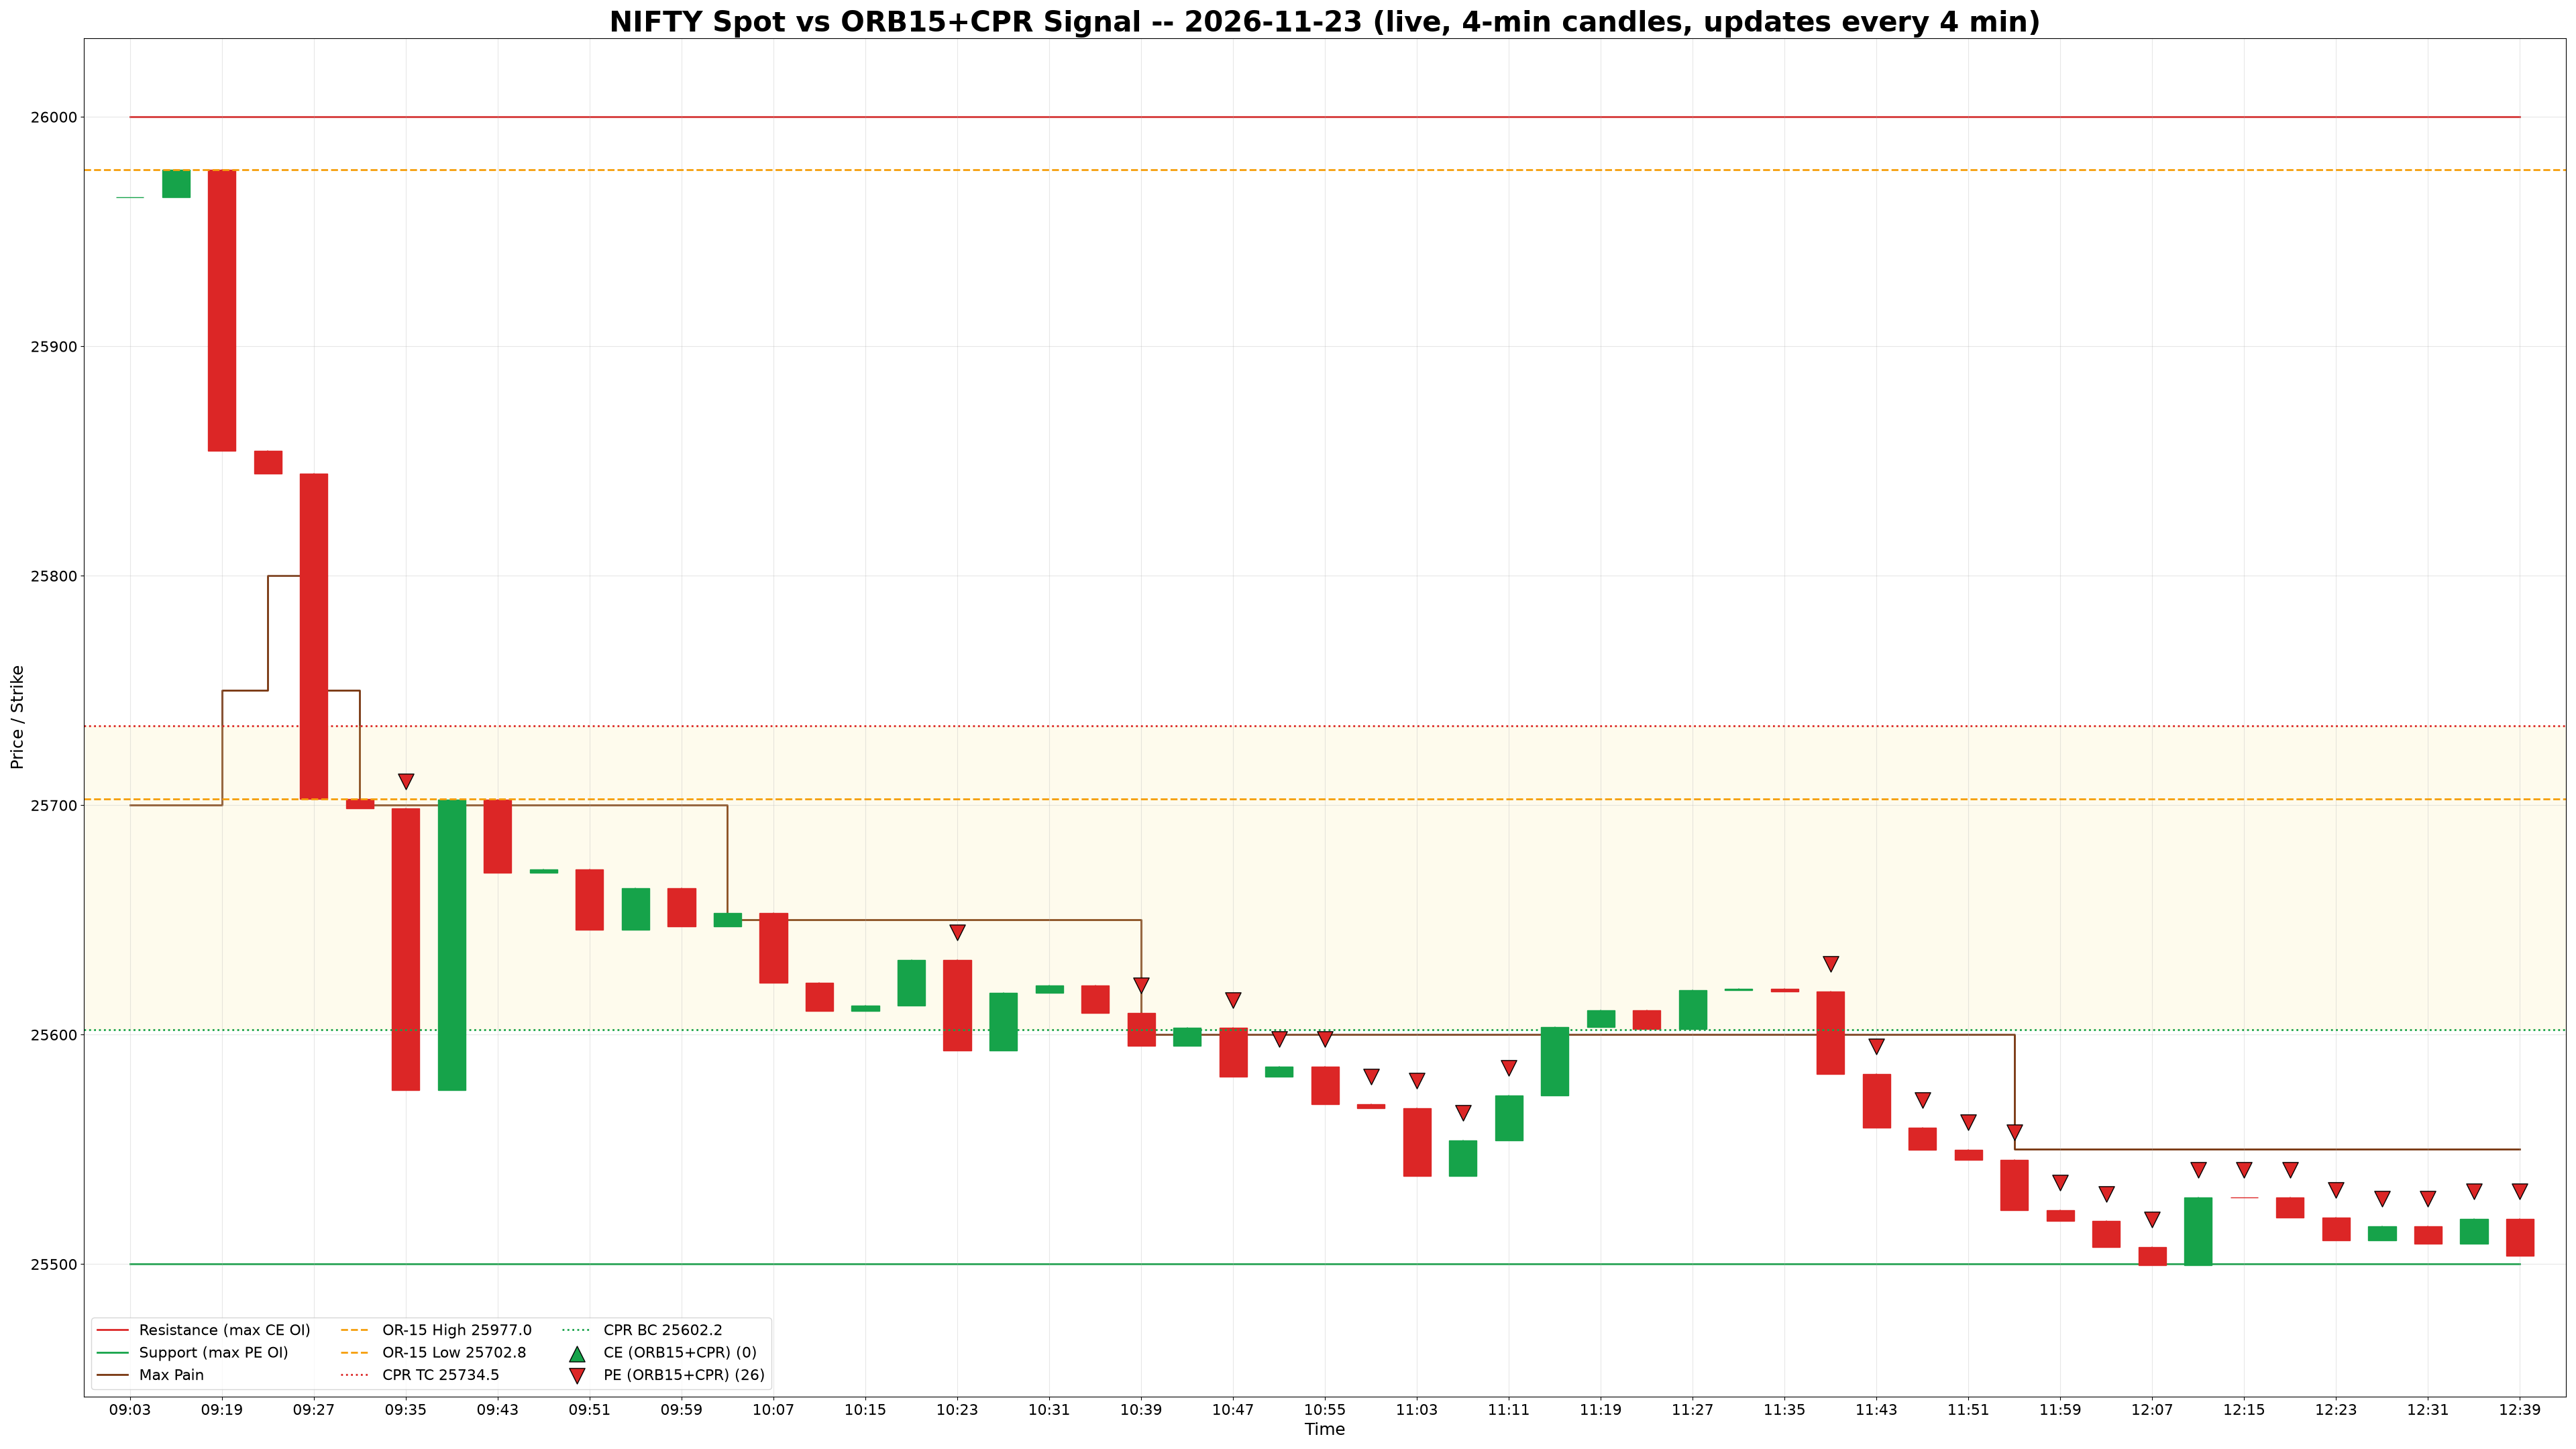 NIFTY Spot vs ORB15+CPR Signal -- 2026-11-23 (live, 4-min candles, updates every 4 min)
Price / Strike
26000
25900
25800
25700
25600
25500
Resistance (max CE OI)
Support (max PE OI)
Max Pain
OR-15 High 25977.0
OR-15 Low 25702.8
CPR TC 25734.5
CPR BC 25602.2
CE (ORB15+CPR) (0)
PE (ORB15+CPR) (26)
09:03 09:19 09:27 09:35 09:43 09:51 09:59 10:07 10:15 10:23 10:31 10:39 10:47 10:55 11:03 11:11 11:19 11:27 11:35 11:43 11:51 11:59 12:07 12:15 12:23 12:31 12:39
Time